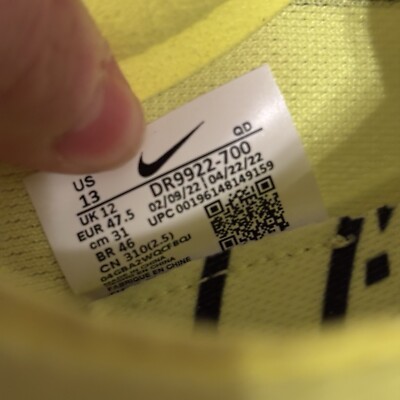 QD
US
13
DR9922-700
UK 12
02/09/22 | 04/22/22
EUR 47.5
UPC 00196148149159
cm 31
BR 46
CN 310(2.5)
FABRIQUE EN CHINE